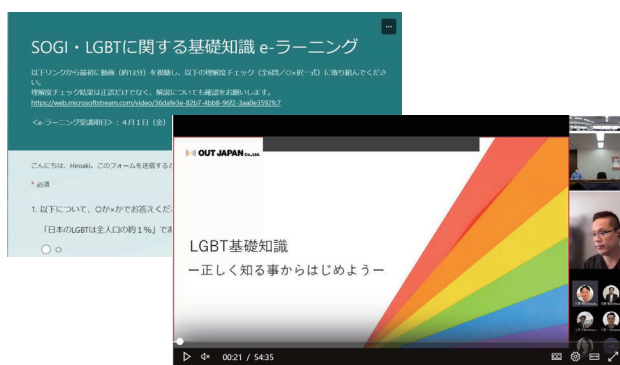 SOGI・LGBTに関する基礎知識 e-ラーニング
以下リンクから最初に動画（約13分）を視聴し、以下の理解度チェック（全6問／○×択一式）に取り組んでください。
理解度チェック結果は正誤だけでなく、解説についても確認をお願いします。
https://web.microsoftstream.com/video/36dafe3e-82b7-4bb8-96f2-3aa0e3592fc7
＜e-ラーニング受講期日＞：4月1日（金）
こんにちは、Hiroaki。このフォームを送信すると
* 必須
1. 以下について、○か×かでお答えくだ
「日本のLGBTは全人口の約１%」であ
○
OUT JAPAN Co.,Ltd.
LGBT基礎知識
ー正しく知る事からはじめようー
00:21 / 54:35
CC